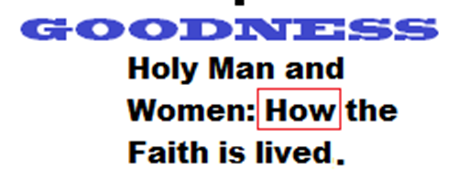 GOODNESS
Holy Man and
Women: How the
Faith is lived.